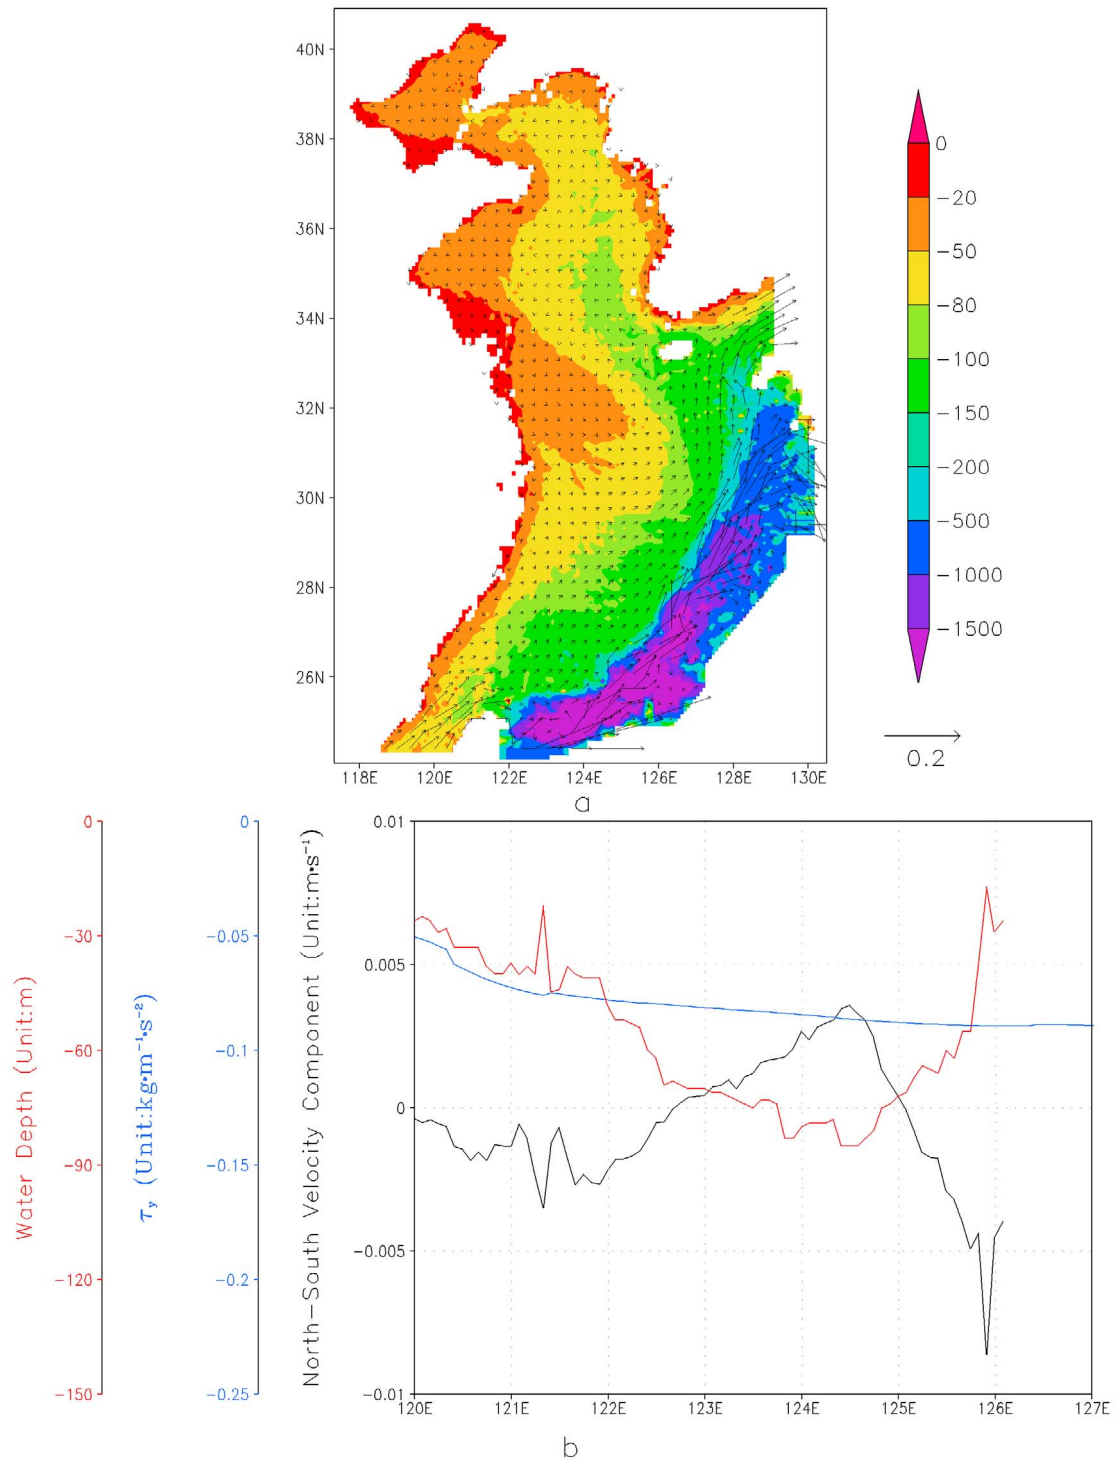 40N
38N
36N
34N
32N
30N
28N
26N
118E 120E 122E 124E 126E 128E 130E
a
0
−20
−50
−80
−100
−150
−200
−500
−1000
−1500
0.2
Water Depth (Unit:m)
0
−30
−60
−90
−120
−150
τy (Unit:kg·m⁻¹·s⁻²)
0
−0.05
−0.1
−0.15
−0.2
−0.25
North−South Velocity Component (Unit:m·s⁻¹)
0.01
0.005
0
−0.005
−0.01
120E 121E 122E 123E 124E 125E 126E 127E
b